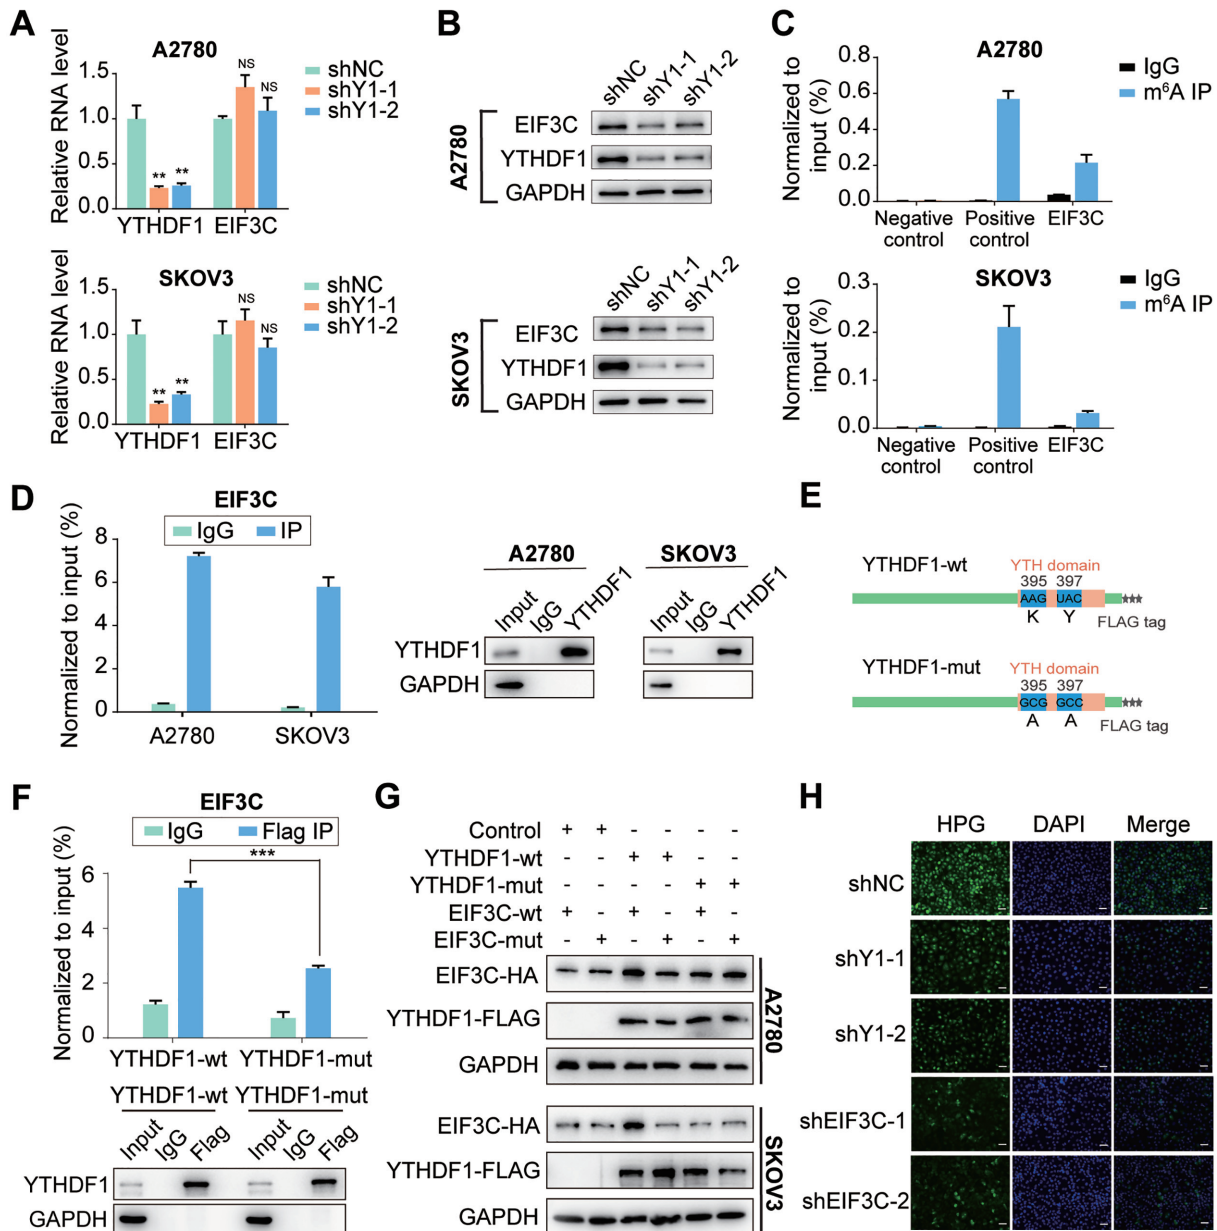 A
A2780
Relative RNA level
1.5
1.0
0.5
0.0
NS
NS
** **
YTHDF1 EIF3C
shNC
shY1-1
shY1-2
SKOV3
Relative RNA level
1.5
1.0
0.5
0.0
NS
NS
** **
YTHDF1 EIF3C
shNC
shY1-1
shY1-2
B
shNC shY1-1 shY1-2
A2780
EIF3C
YTHDF1
GAPDH
shNC shY1-1 shY1-2
SKOV3
EIF3C
YTHDF1
GAPDH
C
A2780
Normalized to
input (%)
0.8
0.6
0.4
0.2
0.0
Negative control
Positive control
EIF3C
IgG
m⁶A IP
SKOV3
Normalized to
input (%)
0.3
0.2
0.3
0.0
Negative control
Positive control
EIF3C
IgG
m⁶A IP
D
EIF3C
IgG IP
Normalized to input (%)
8
6
4
2
0
A2780 SKOV3
A2780
Input IgG YTHDF1
SKOV3
Input IgG YTHDF1
YTHDF1
GAPDH
E
YTHDF1-wt
YTH domain
395 397
AAG UAC
K Y
FLAG tag
YTHDF1-mut
YTH domain
395 397
GCG GCC
A A
FLAG tag
F
EIF3C
IgG Flag IP
***
Normalized to input (%)
6
4
2
0
YTHDF1-wt YTHDF1-mut
YTHDF1-wt YTHDF1-mut
Input IgG Flag Input IgG Flag
YTHDF1
GAPDH
G
Control + + - - - -
YTHDF1-wt - - + + - -
YTHDF1-mut - - - - + +
EIF3C-wt + - + - + -
EIF3C-mut - + - + - +
EIF3C-HA
YTHDF1-FLAG
GAPDH
A2780
EIF3C-HA
YTHDF1-FLAG
GAPDH
SKOV3
H
HPG DAPI Merge
shNC
shY1-1
shY1-2
shEIF3C-1
shEIF3C-2